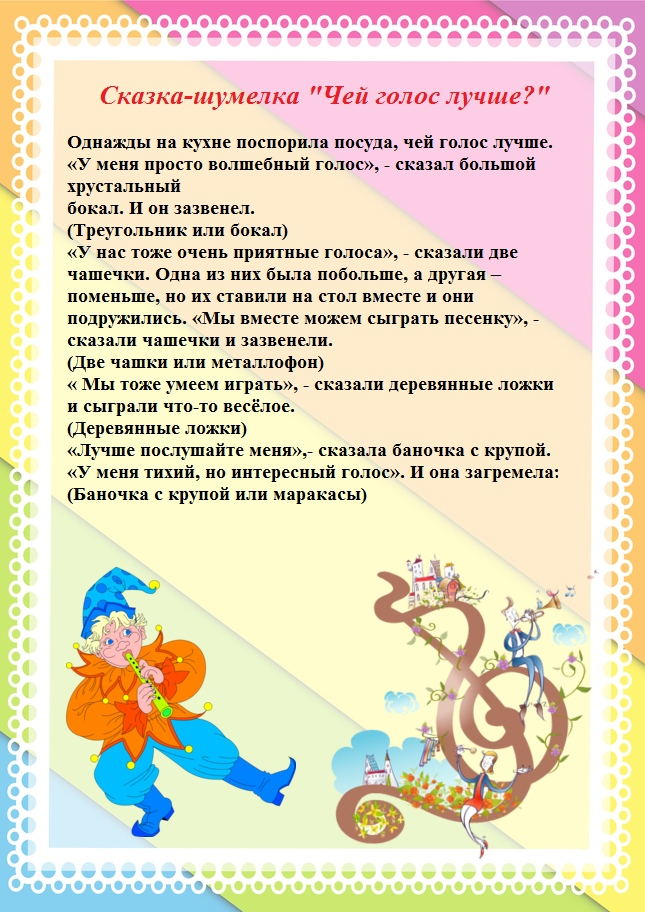 Сказка-шумелка "Чей голос лучше?"
Однажды на кухне поспорила посуда, чей голос лучше.
«У меня просто волшебный голос», - сказал большой
хрустальный
бокал. И он зазвенел.
(Треугольник или бокал)
«У нас тоже очень приятные голоса», - сказали две
чашечки. Одна из них была побольше, а другая –
поменьше, но их ставили на стол вместе и они
подружились. «Мы вместе можем сыграть песенку», -
сказали чашечки и зазвенели.
(Две чашки или металлофон)
« Мы тоже умеем играть», - сказали деревянные ложки
и сыграли что-то весёлое.
(Деревянные ложки)
«Лучше послушайте меня»,- сказала баночка с крупой.
«У меня тихий, но интересный голос». И она загремела:
(Баночка с крупой или маракасы)